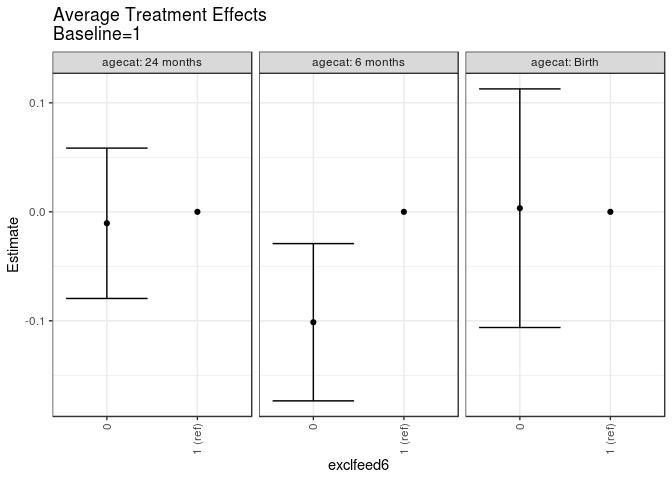 Average Treatment Effects
Baseline=1
agecat: 24 months
agecat: 6 months
agecat: Birth
0.1
0.0
-0.1
Estimate
0
1 (ref)
0
1 (ref)
0
1 (ref)
exclfeed6